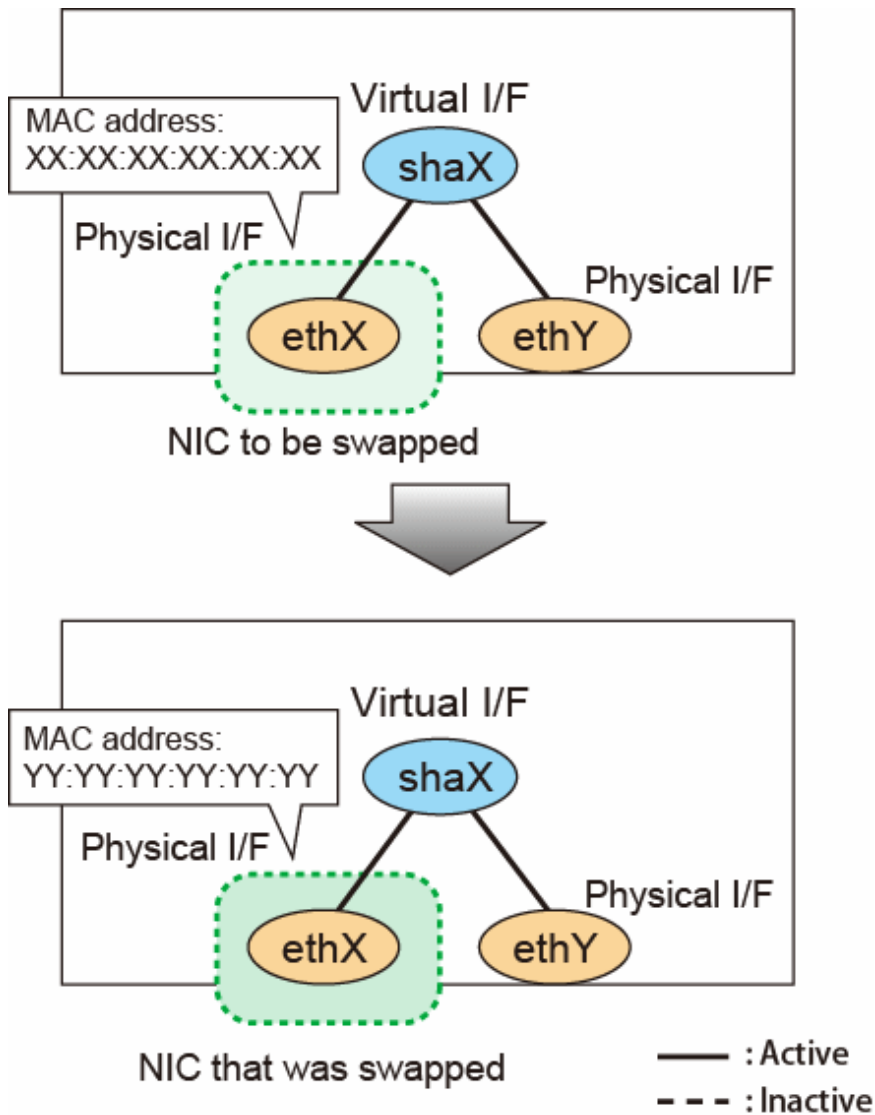 Virtual I/F
MAC address:
XX:XX:XX:XX:XX:XX
shaX
Physical I/F
Physical I/F
ethX
ethY
NIC to be swapped
Virtual I/F
MAC address:
YY:YY:YY:YY:YY:YY
shaX
Physical I/F
Physical I/F
ethX
ethY
NIC that was swapped
: Active
: Inactive